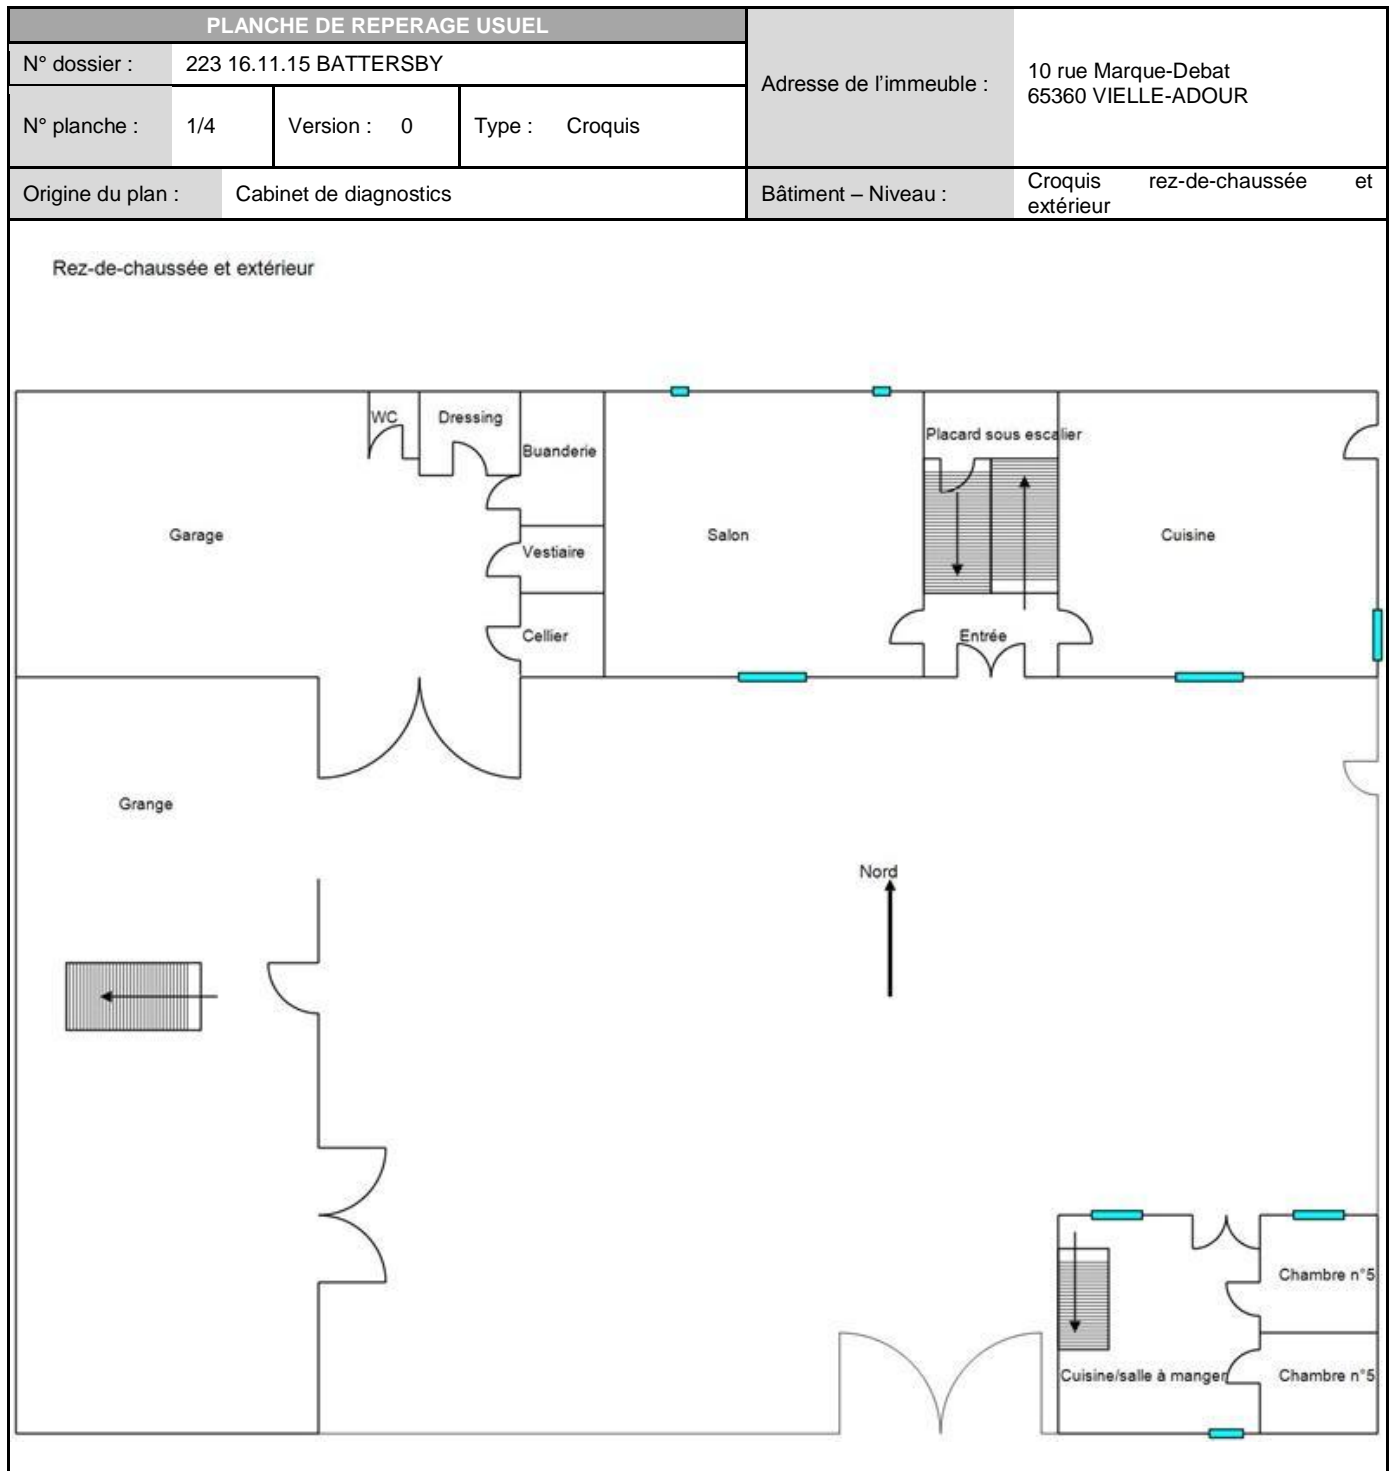 PLANCHE DE REPERAGE USUEL
N° dossier : 223 16.11.15 BATTERSBY
Adresse de l'immeuble : 10 rue Marque-Debat
65360 VIELLE-ADOUR
N° planche : 1/4 Version : 0 Type : Croquis
Origine du plan : Cabinet de diagnostics
Bâtiment – Niveau : Croquis rez-de-chaussée et
extérieur
Rez-de-chaussée et extérieur
WC
Dressing
Buanderie
Placard sous escalier
Garage
Salon
Cuisine
Vestiaire
Cellier
Entrée
Grange
Nord
Chambre n°5
Cuisine/salle à manger
Chambre n°5